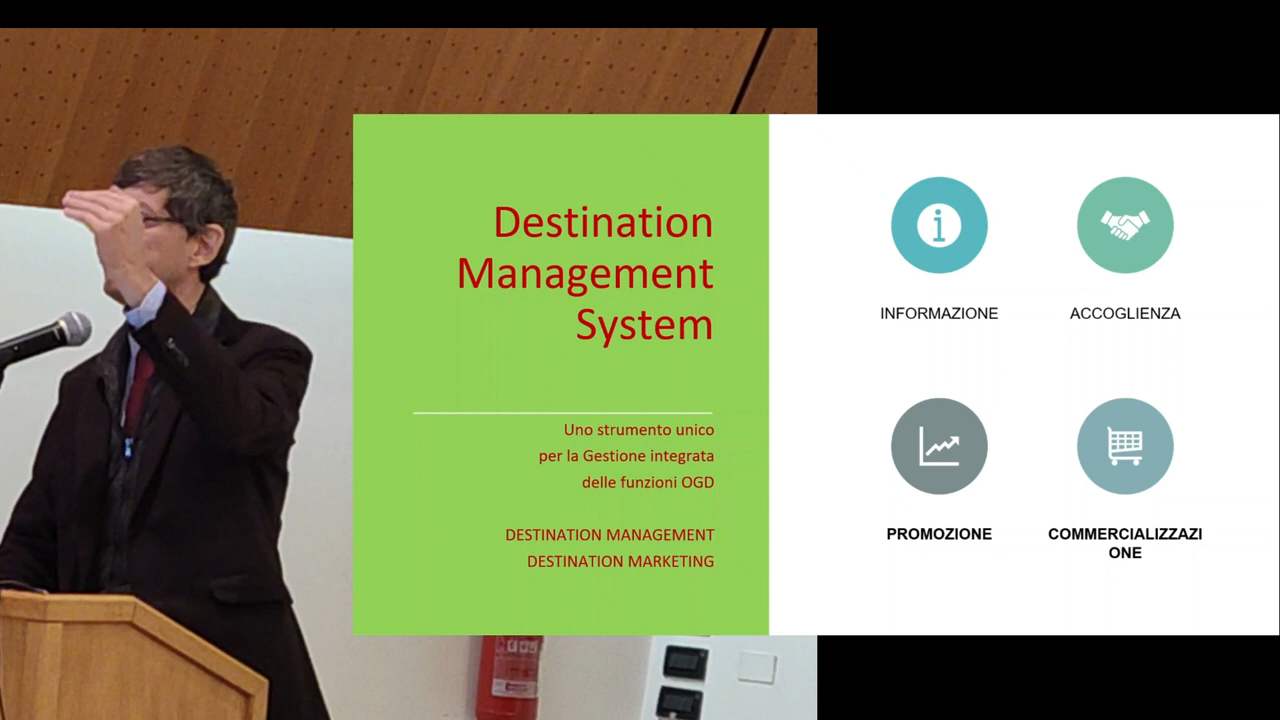 Destination
Management
System
Uno strumento unico
per la Gestione integrata
delle funzioni OGD
DESTINATION MANAGEMENT
DESTINATION MARKETING
INFORMAZIONE
ACCOGLIENZA
PROMOZIONE
COMMERCIALIZZAZI
ONE